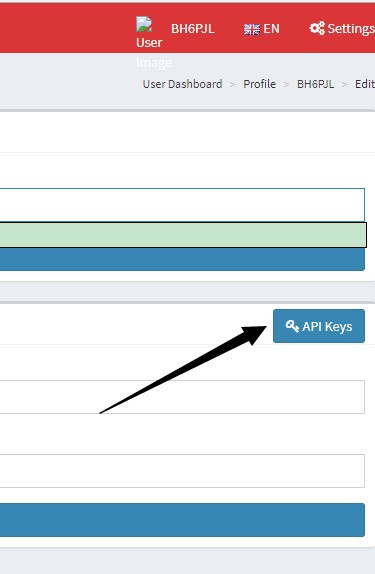 User Image BH6PJL EN Settings
User Dashboard > Profile > BH6PJL > Edit
API Keys